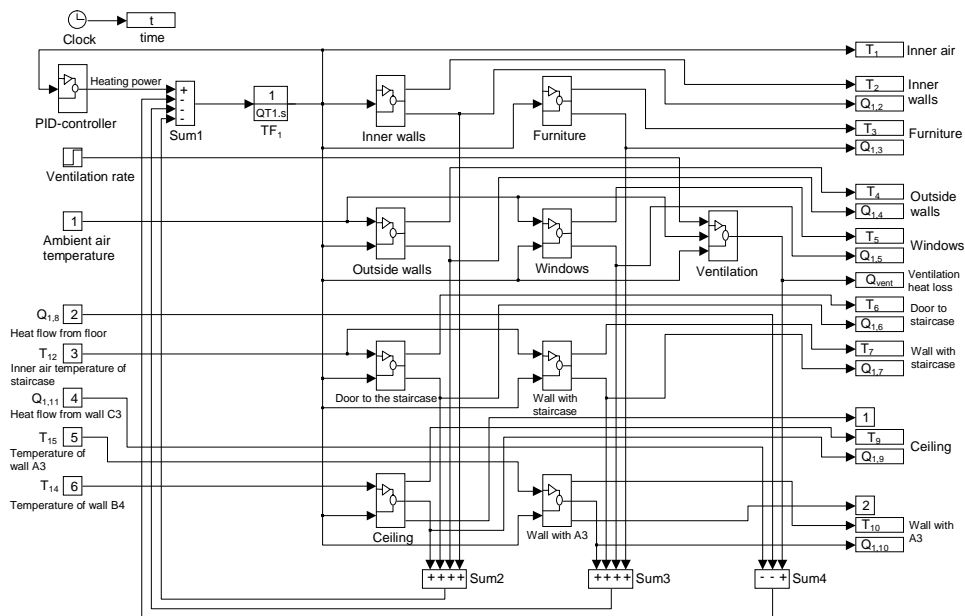 Clock
t
time
PID-controller
Heating power
+
-
-
-
Sum1
1
QT1.s
TF1
Inner walls
Furniture
T1
Inner air
T2
Q1,2
Inner
walls
T3
Q1,3
Furniture
Ventilation rate
1
Ambient air
temperature
Outside walls
Windows
Ventilation
T4
Q1,4
Outside
walls
T5
Q1,5
Windows
Qvent
Ventilation
heat loss
Q1,8
2
Heat flow from floor
T12
3
Inner air temperature of
staircase
Door to the staircase
Wall with
staircase
T6
Q1,6
Door to
staircase
T7
Q1,7
Wall with
staircase
Q1,11
4
Heat flow from wall C3
T15
5
Temperature of
wall A3
T14
6
Temperature of wall B4
Ceiling
Wall with A3
1
T9
Q1,9
Ceiling
2
T10
Q1,10
Wall with
A3
++++
Sum2
++++
Sum3
- - +
Sum4